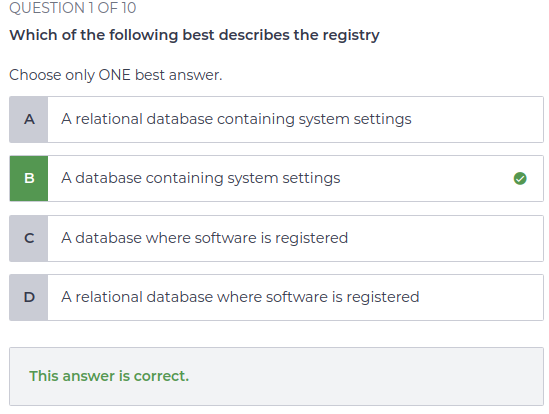 QUESTION 1 OF 10
Which of the following best describes the registry
Choose only ONE best answer.
A A relational database containing system settings
B A database containing system settings
C A database where software is registered
D A relational database where software is registered
This answer is correct.